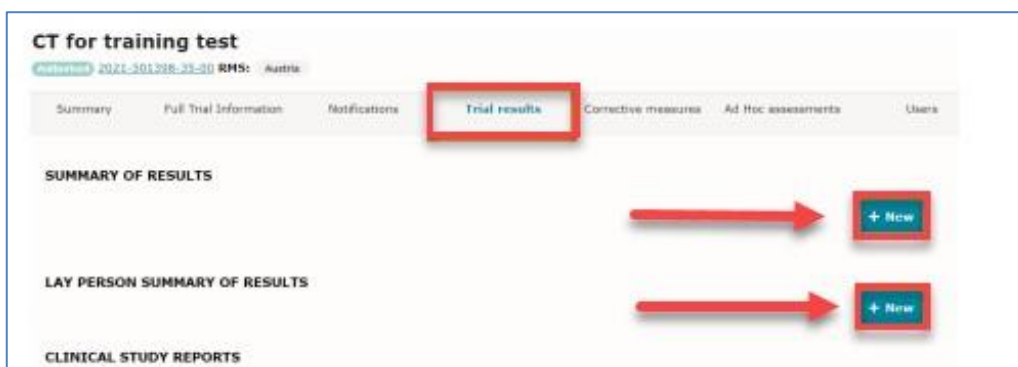 CT for training test
Authorised 2021-501398-35-00 RMS: Austria
Summary Full Trial Information Notifications Trial results Corrective measures Ad Hoc assessments Users
SUMMARY OF RESULTS
+ New
LAY PERSON SUMMARY OF RESULTS
+ New
CLINICAL STUDY REPORTS